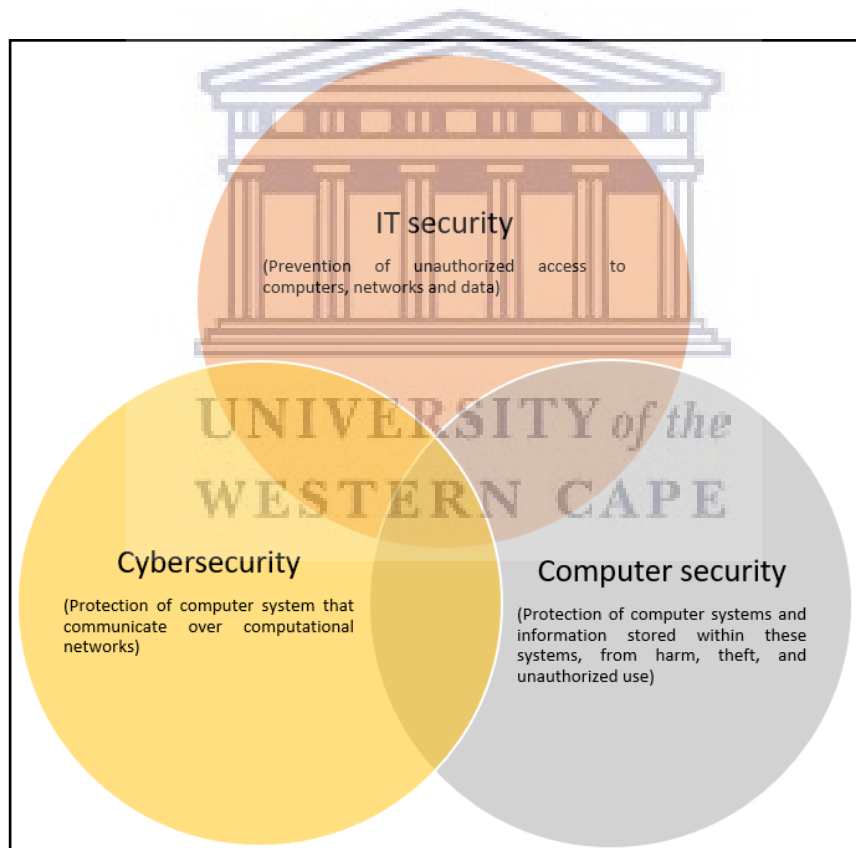 IT security
(Prevention of unauthorized access to
computers, networks and data)
UNIVERSITY of the
WESTERN CAPE
Cybersecurity
(Protection of computer system that
communicate over computational
networks)
Computer security
(Protection of computer systems and
information stored within these
systems, from harm, theft, and
unauthorized use)